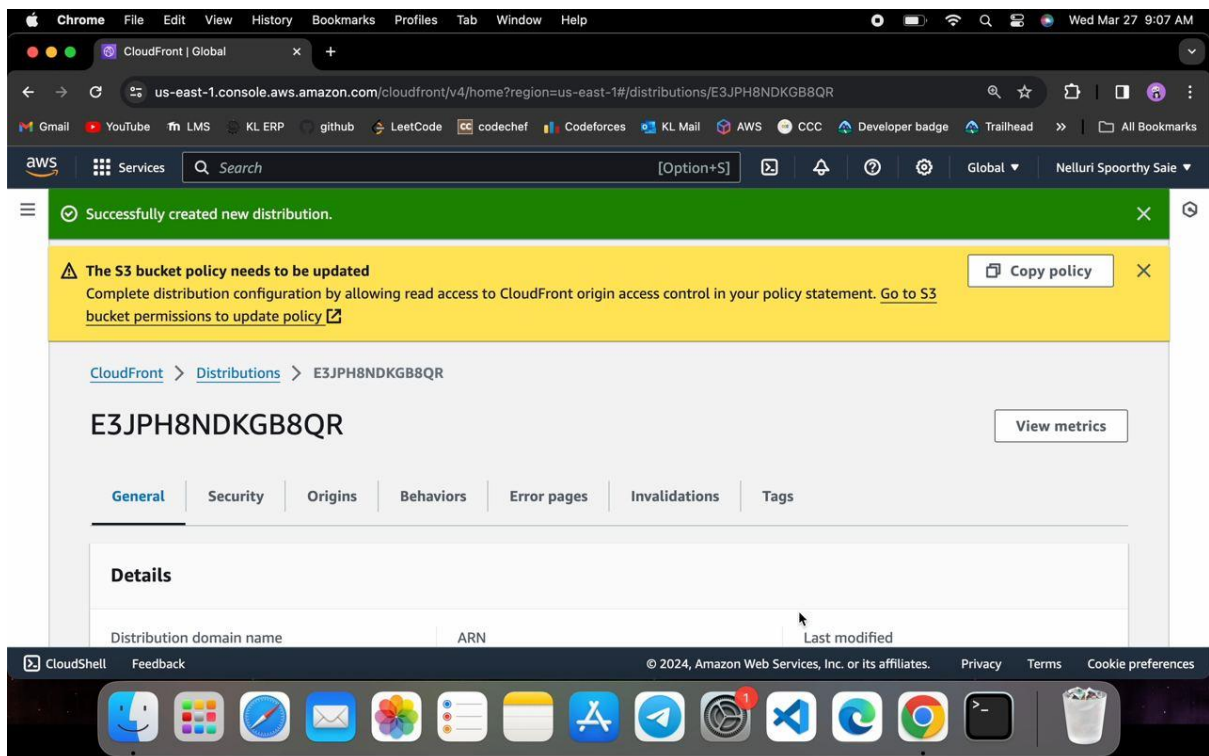 Chrome File Edit View History Bookmarks Profiles Tab Window Help Wed Mar 27 9:07 AM
CloudFront | Global
us-east-1.console.aws.amazon.com/cloudfront/v4/home?region=us-east-1#/distributions/E3JPH8NDKGB8QR
Gmail YouTube LMS KL ERP github LeetCode CC codechef Codeforces KL Mail AWS CCC Developer badge Trailhead » All Bookmarks
aws Services Search [Option+S] Global Nelluri Spoorthy Saie
Successfully created new distribution.
The S3 bucket policy needs to be updated Copy policy
Complete distribution configuration by allowing read access to CloudFront origin access control in your policy statement. Go to S3
bucket permissions to update policy
CloudFront > Distributions > E3JPH8NDKGB8QR
E3JPH8NDKGB8QR View metrics
General Security Origins Behaviors Error pages Invalidations Tags
Details
Distribution domain name ARN Last modified
CloudShell Feedback © 2024, Amazon Web Services, Inc. or its affiliates. Privacy Terms Cookie preferences
1